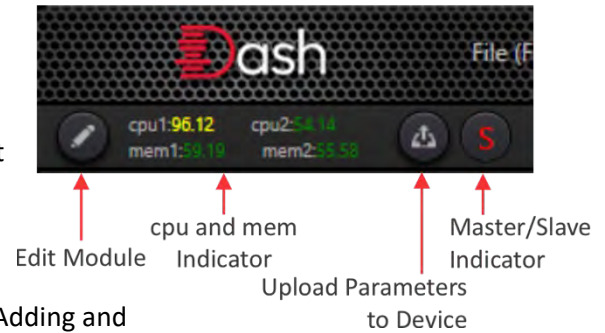 Dash
File (F
cpu1:96.12 cpu2:54.14
mem1:59.19 mem2:55.58
S
t
cpu and mem Master/Slave
Edit Module Indicator Indicator
Upload Parameters
Adding and to Device